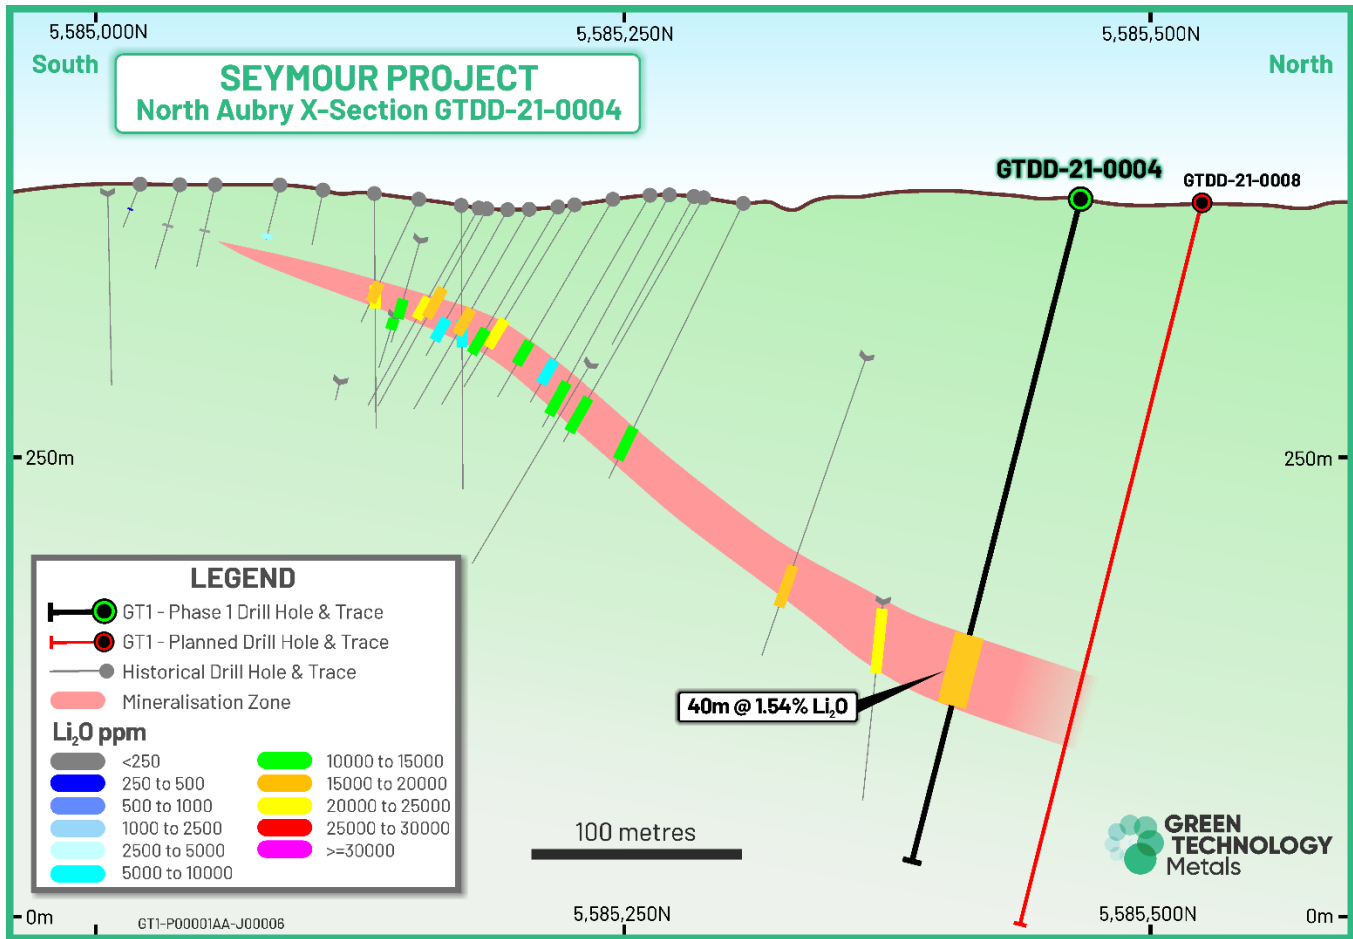 5,585,000N
5,585,250N
5,585,500N
South
North
SEYMOUR PROJECT
North Aubry X-Section GTDD-21-0004
GTDD-21-0004
GTDD-21-0008
250m
250m
LEGEND
GT1 - Phase 1 Drill Hole & Trace
GT1 - Planned Drill Hole & Trace
Historical Drill Hole & Trace
Mineralisation Zone
Li₂O ppm
<250
250 to 500
500 to 1000
1000 to 2500
2500 to 5000
5000 to 10000
10000 to 15000
15000 to 20000
20000 to 25000
25000 to 30000
>=30000
40m @ 1.54% Li₂O
100 metres
GREEN
TECHNOLOGY
Metals
0m
GT1-P00001AA-J00006
5,585,250N
5,585,500N
0m